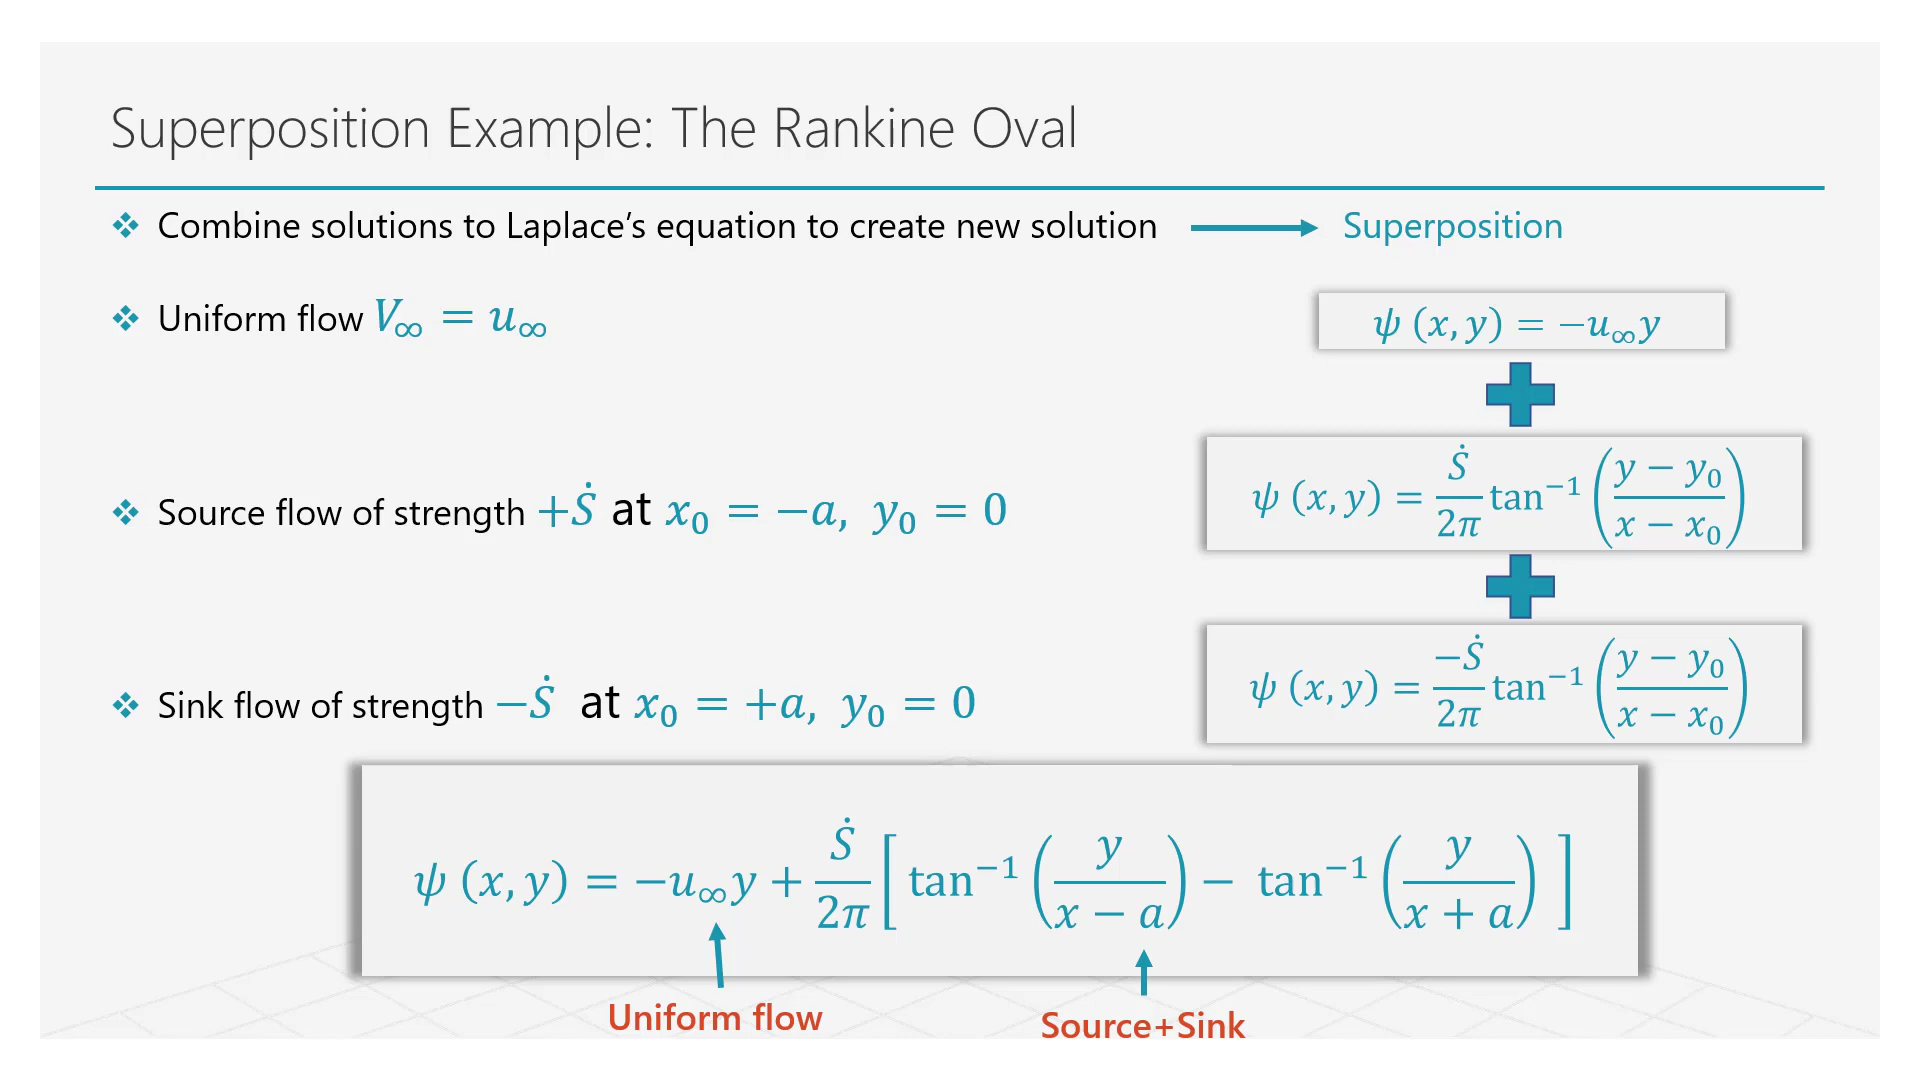 Superposition Example: The Rankine Oval
❖ Combine solutions to Laplace’s equation to create new solution → Superposition
❖ Uniform flow V∞ = u∞
ψ (x, y) = −u∞y
❖ Source flow of strength +Ṡ at x₀ = −a, y₀ = 0
ψ (x, y) = Ṡ/2π tan⁻¹ ((y − y₀)/(x − x₀))
❖ Sink flow of strength −Ṡ at x₀ = +a, y₀ = 0
ψ (x, y) = −Ṡ/2π tan⁻¹ ((y − y₀)/(x − x₀))
ψ (x, y) = −u∞y + Ṡ/2π [ tan⁻¹ (y/(x − a)) − tan⁻¹ (y/(x + a)) ]
Uniform flow
Source+Sink